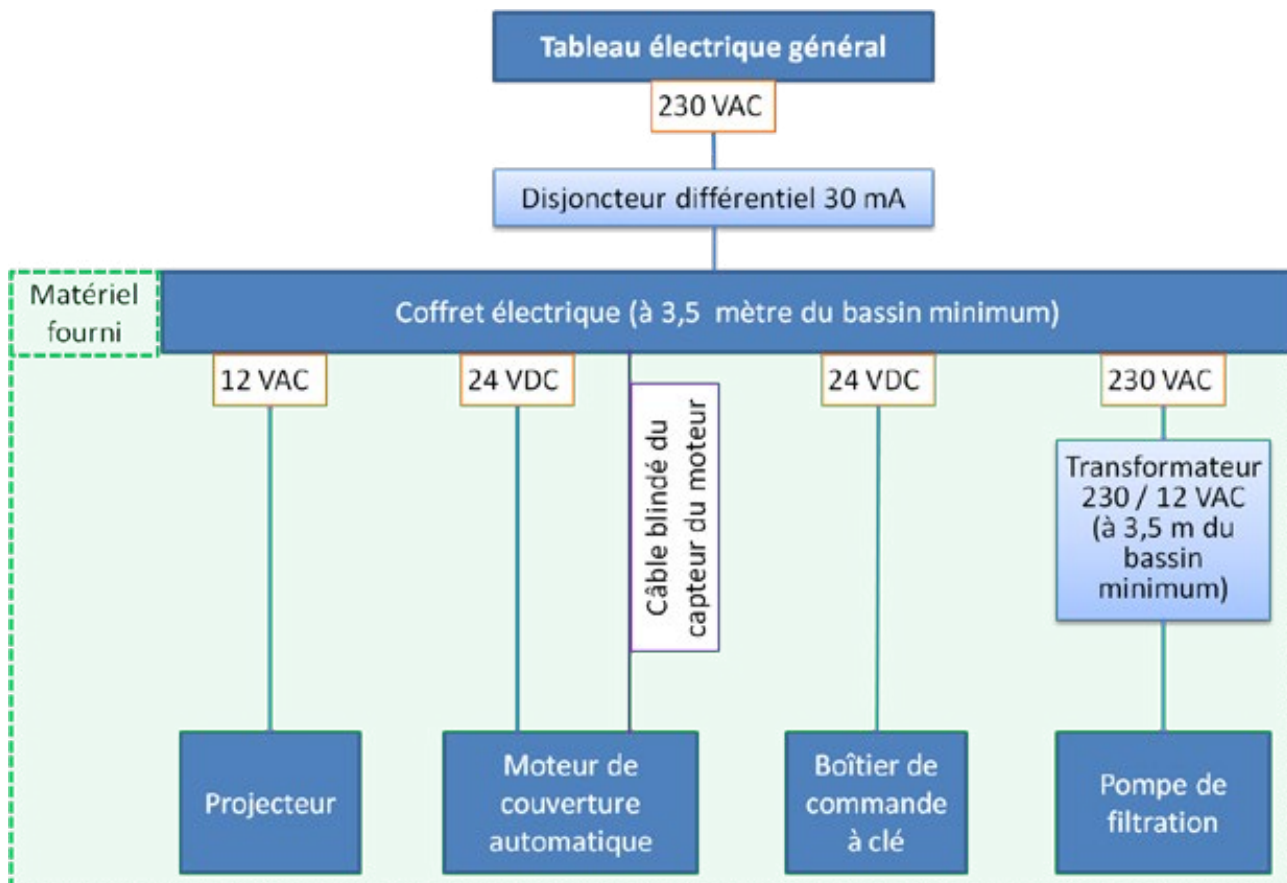 Tableau électrique général
230 VAC
Disjoncteur différentiel 30 mA
Matériel
fourni
Coffret électrique (à 3,5 mètre du bassin minimum)
12 VAC
24 VDC
24 VDC
230 VAC
Câble blindé du
capteur du moteur
Transformateur
230 / 12 VAC
(à 3,5 m du
bassin
minimum)
Projecteur
Moteur de
couverture
automatique
Boîtier de
commande
à clé
Pompe de
filtration